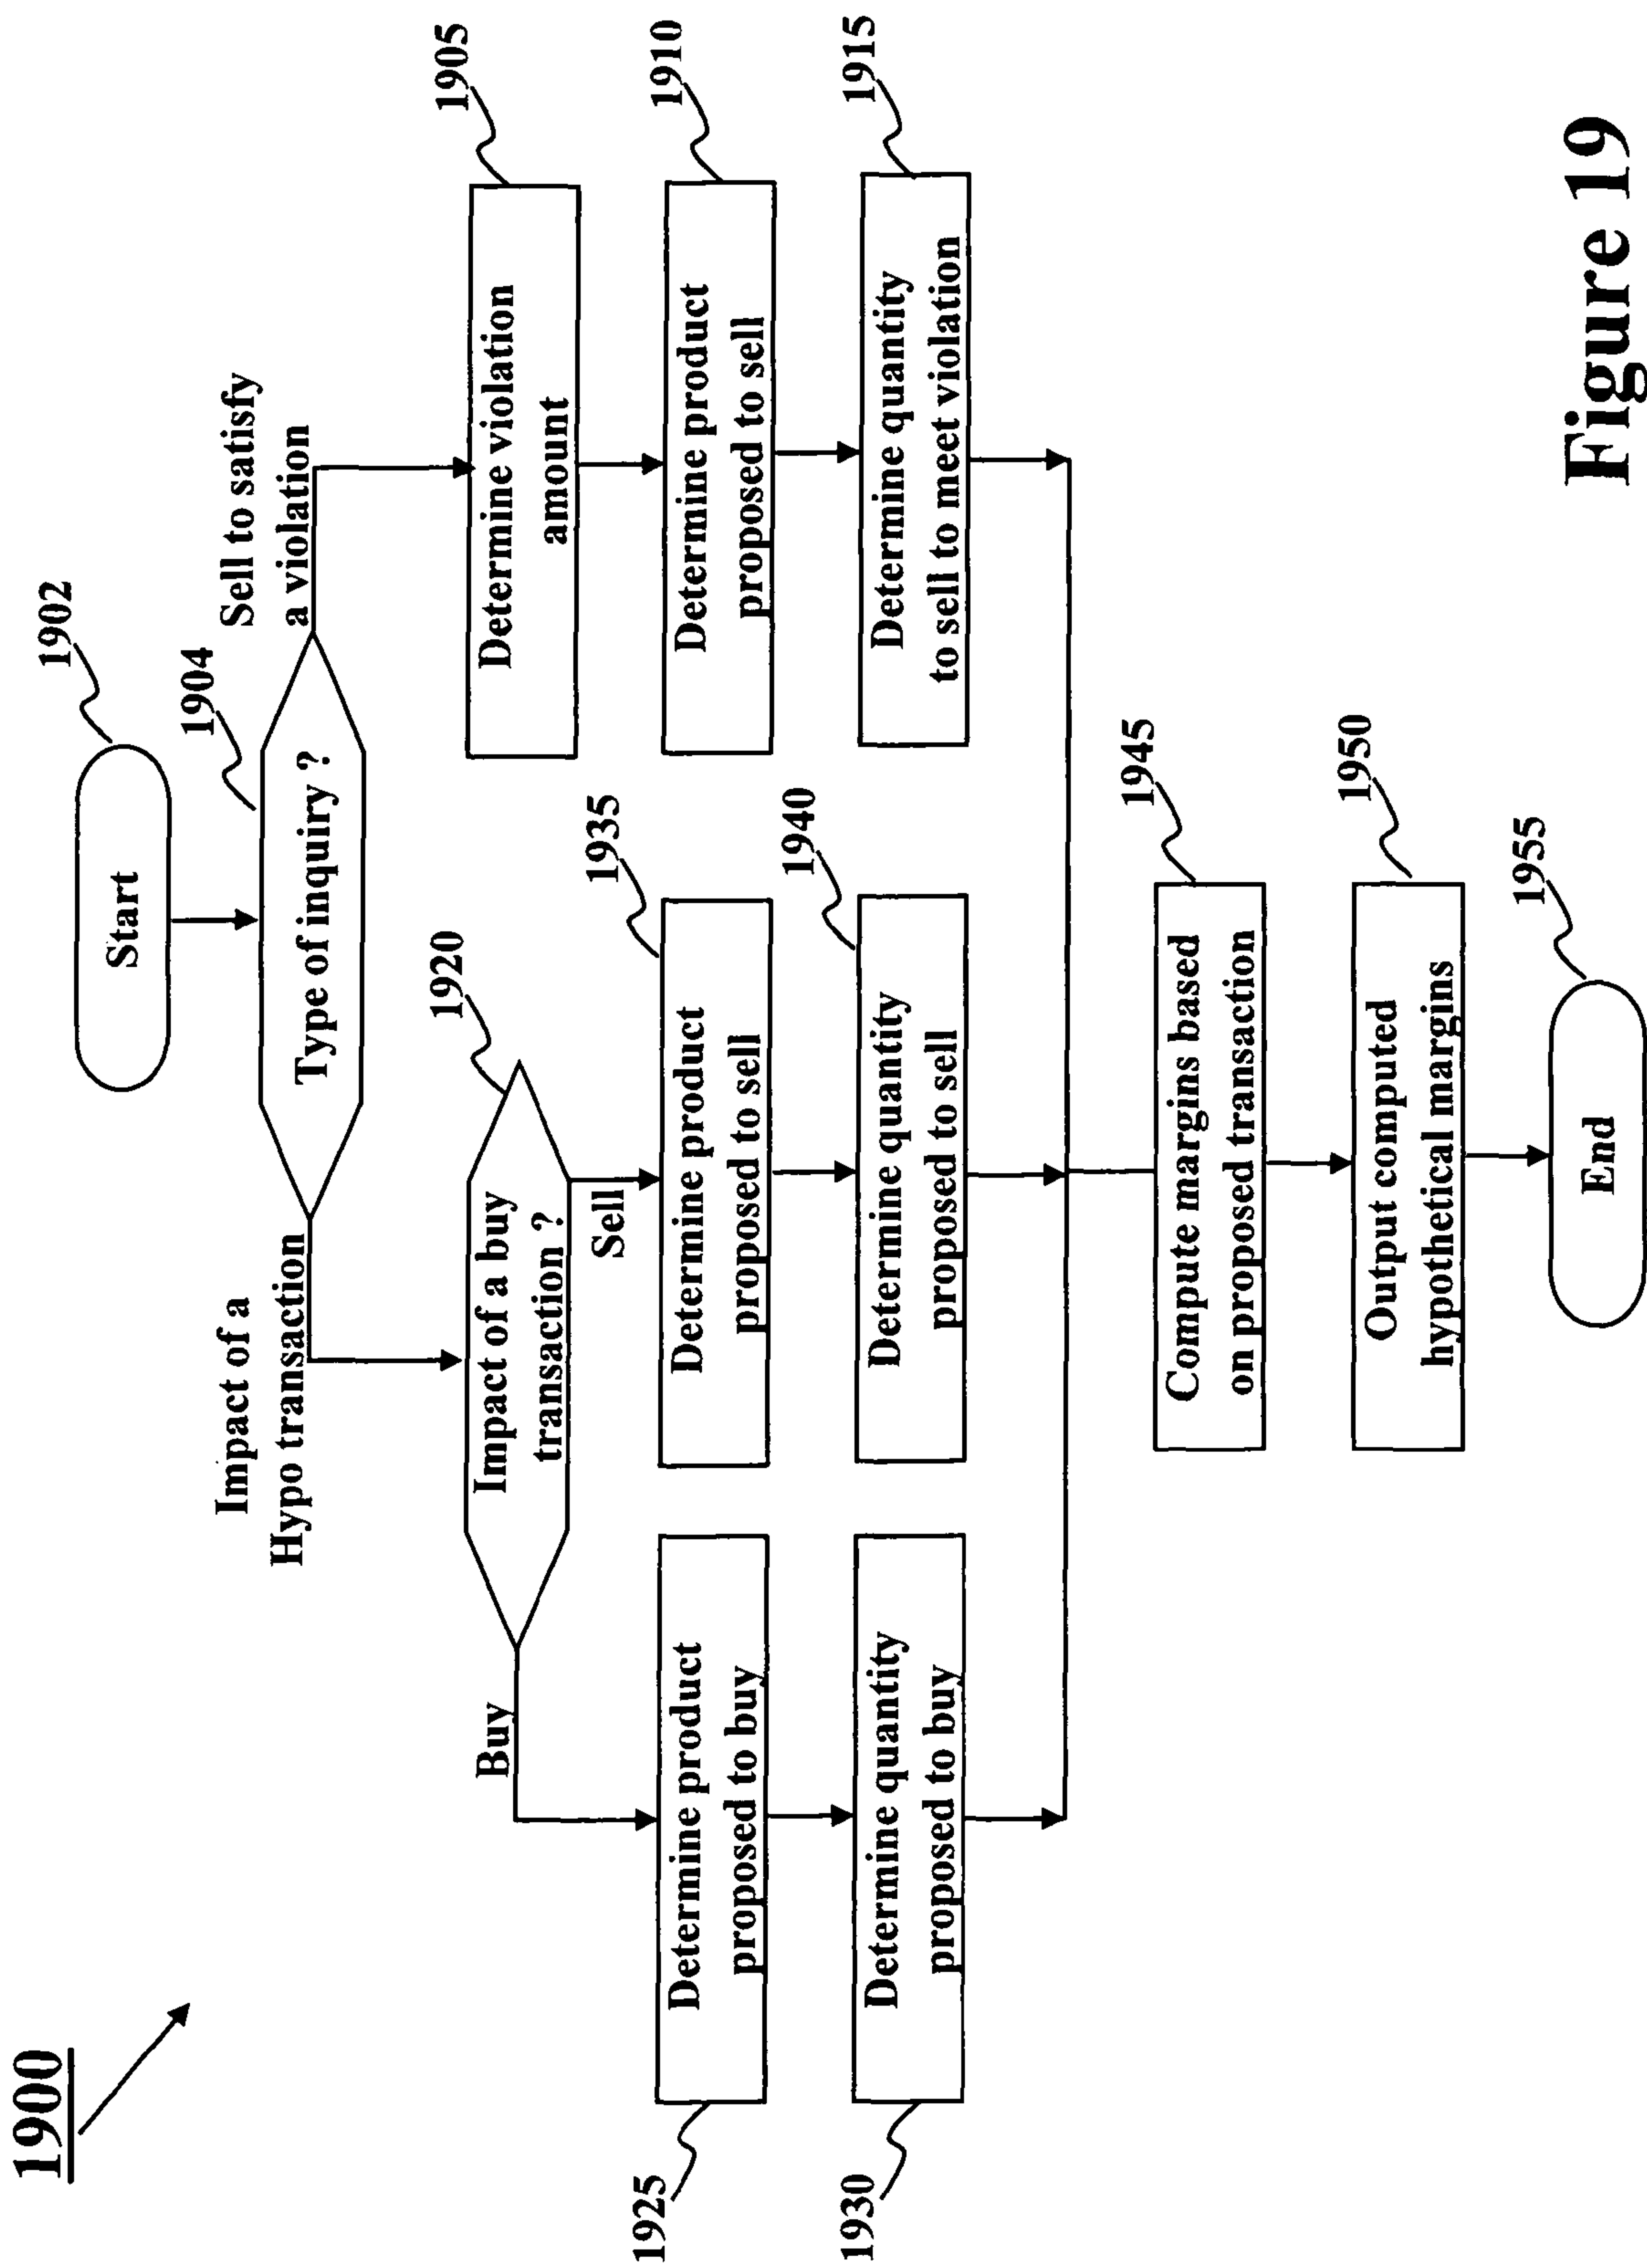 1900
1902
Start
1904
Type of inquiry ?
Impact of a
Hypo transaction
Sell to satisfy
a violation
1905
Determine violation
amount
1910
Determine product
proposed to sell
1915
Determine quantity
to sell to meet violation
1920
Impact of a buy
transaction ?
Buy
Sell
1925
Determine product
proposed to buy
1930
Determine quantity
proposed to buy
1935
Determine product
proposed to sell
1940
Determine quantity
proposed to sell
1945
Compute margins based
on proposed transaction
1950
Output computed
hypothetical margins
1955
End
Figure 19